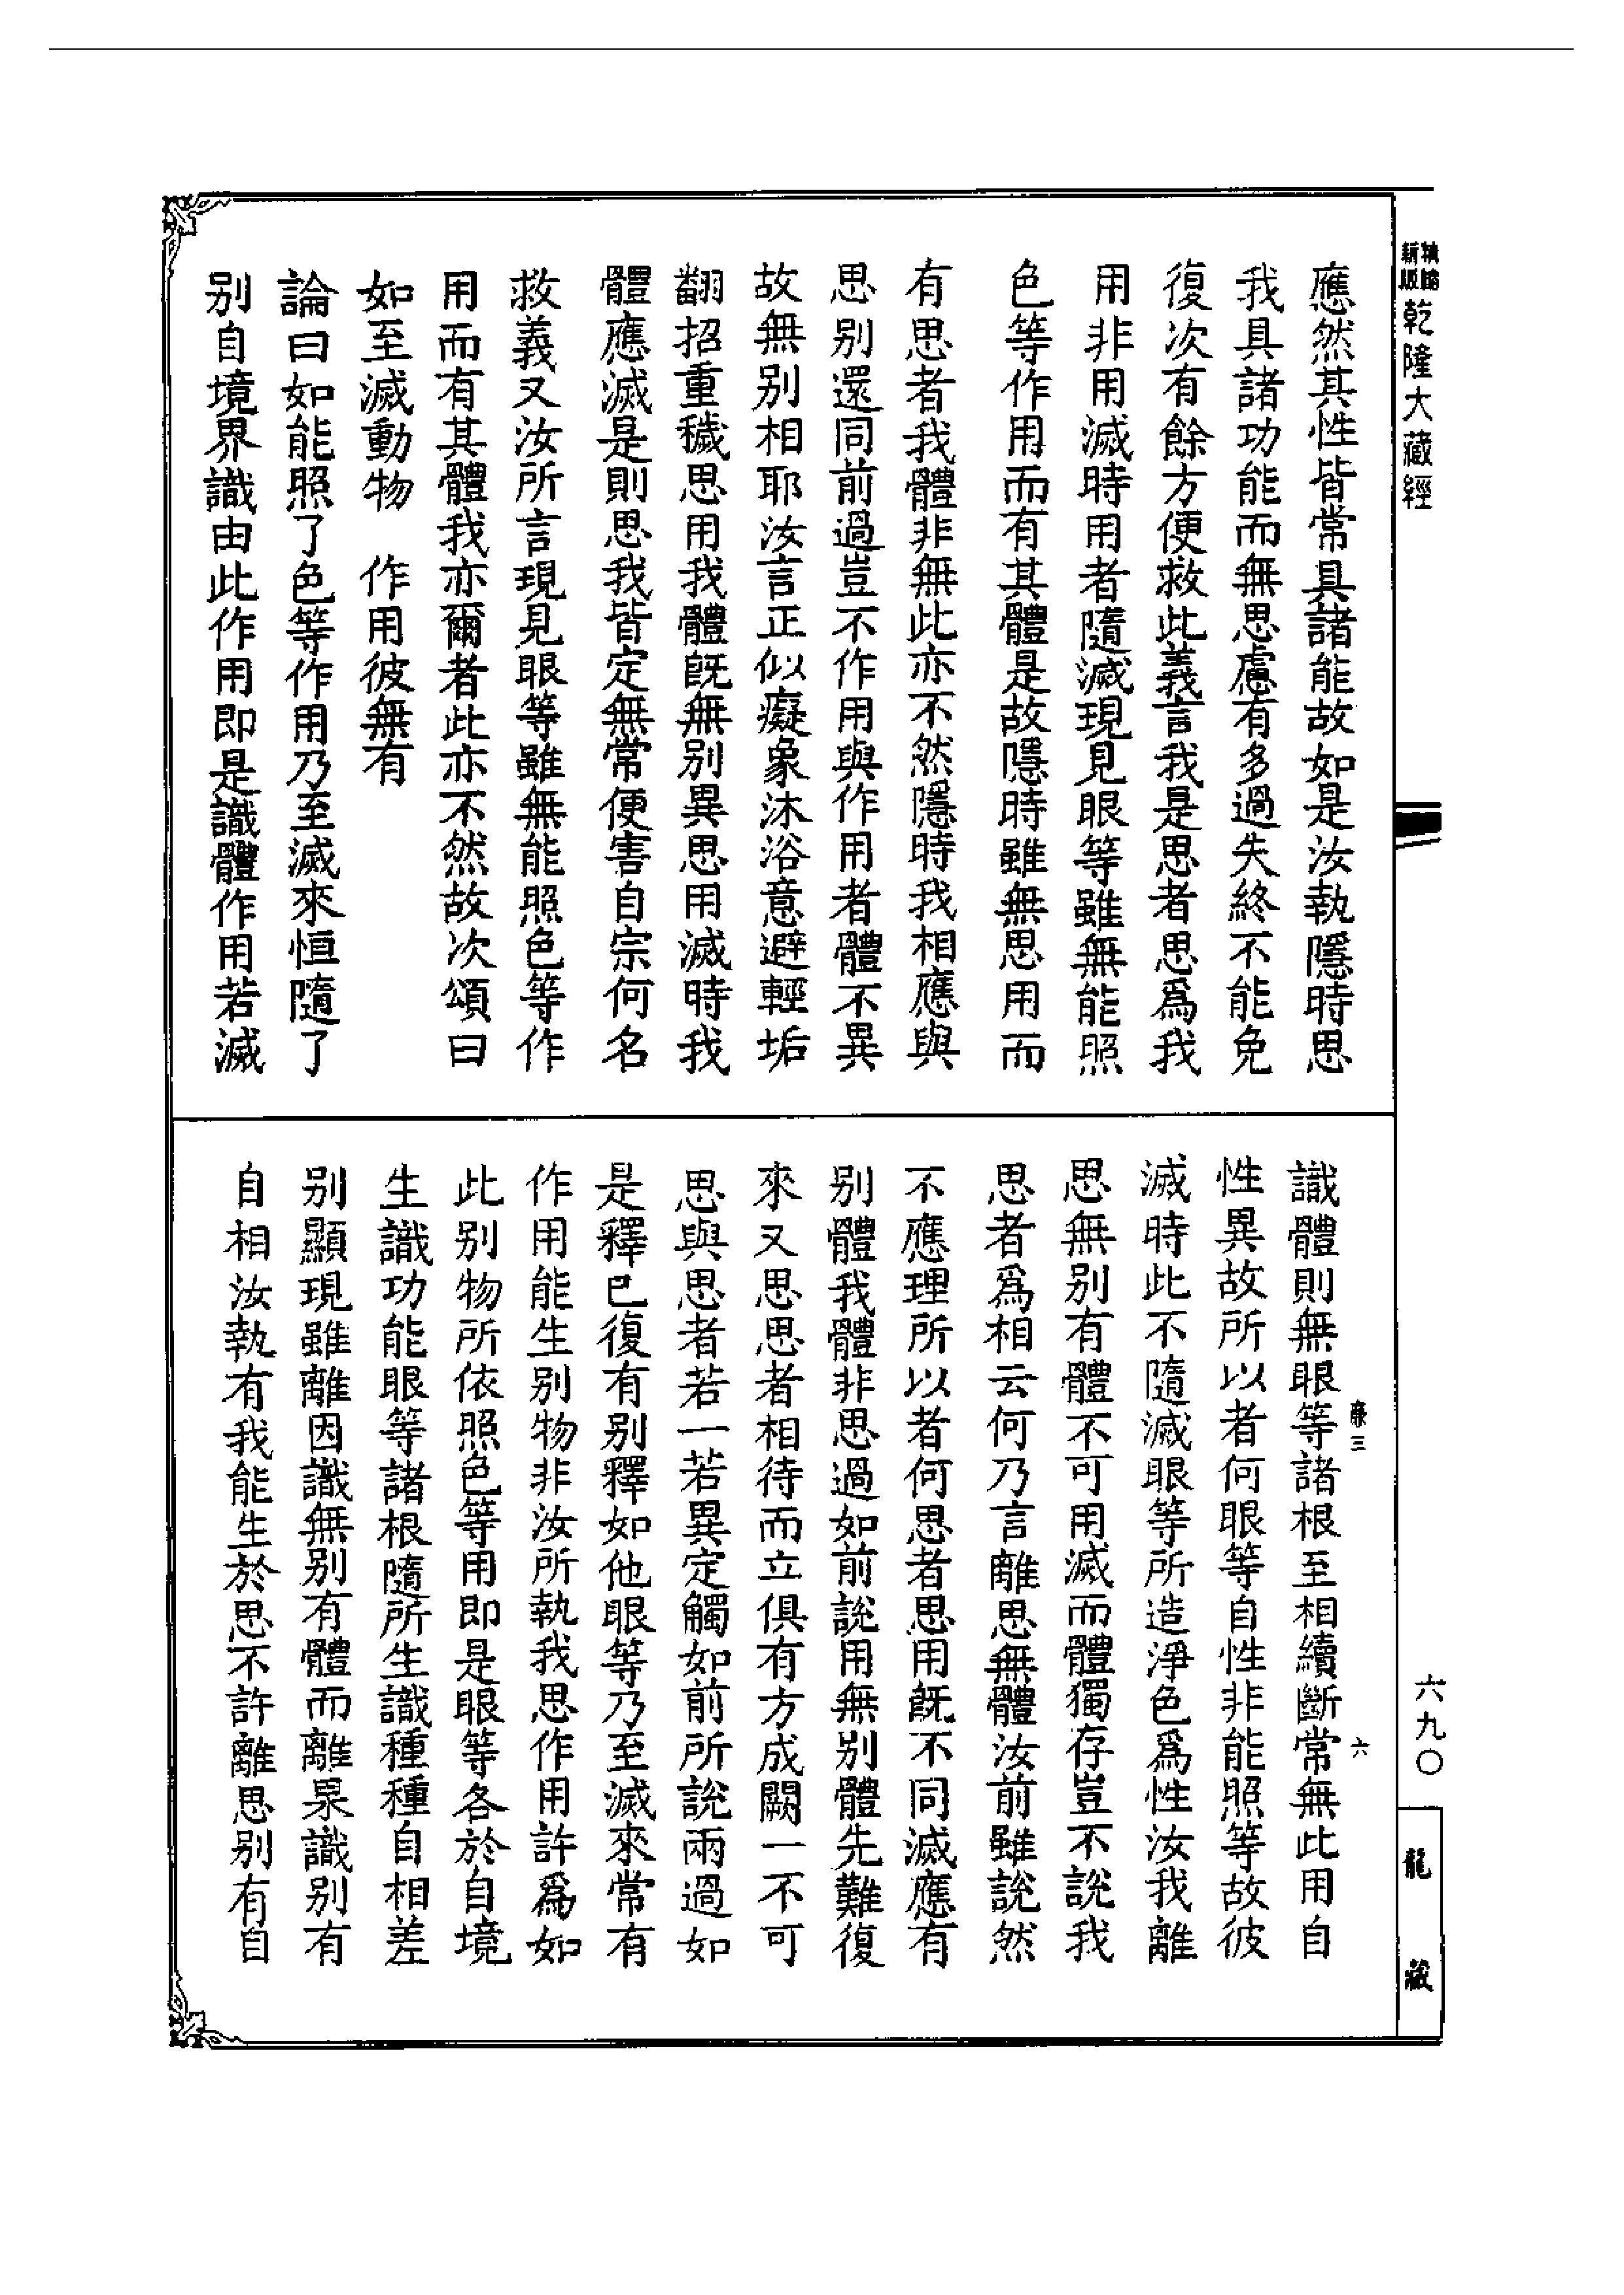 乾隆大藏經
應然其性皆常具諸能故如是汝執隱時思
我具諸功能而無思慮有多過失終不能免
復次有餘方便救此義言我是思者思爲我
用非用滅時用者隨滅現見眼等雖無能照
色等作用而有其體是故隱時雖無思用而
有思者我體非無此亦不然隱時我相應與
思别還同前過豈不作用與作用者體不異
故無别相耶汝言正似癡象沐浴意避輕垢
翻招重穢思用我體旣無别異思用滅時我
體應滅是則思我皆定無常便害自宗何名
救義又汝所言現見眼等雖無能照色等作
用而有其體我亦爾者此亦不然故次頌曰
如至滅動物　作用彼無有
論曰如能照了色等作用乃至滅來恒隨了
别自境界識由此作用即是識體作用若滅
識體則無眼等諸根至相續斷常無此用自
性異故所以者何眼等自性非能照等故彼
滅時此不隨滅眼等所造淨色爲性汝我離
思無别有體不可用滅而體獨存豈不說我
思者爲相云何乃言離思無體汝前雖說然
不應理所以者何思者思用旣不同滅應有
别體我體非思過如前說用無别體先難復
來又思思者相待而立俱有方成闕一不可
思與思者若一若異定觸如前所說兩過如
是釋已復有别釋如他眼等乃至滅來常有
作用能生别物非汝所執我思作用許爲如
此别物所依照色等用即是眼等各於自境
生識功能眼等諸根隨所生識種種自相差
别顯現雖離因識無别有體而離果識别有
自相汝執有我能生於思不許離思别有自
三
六
六九〇
龍藏